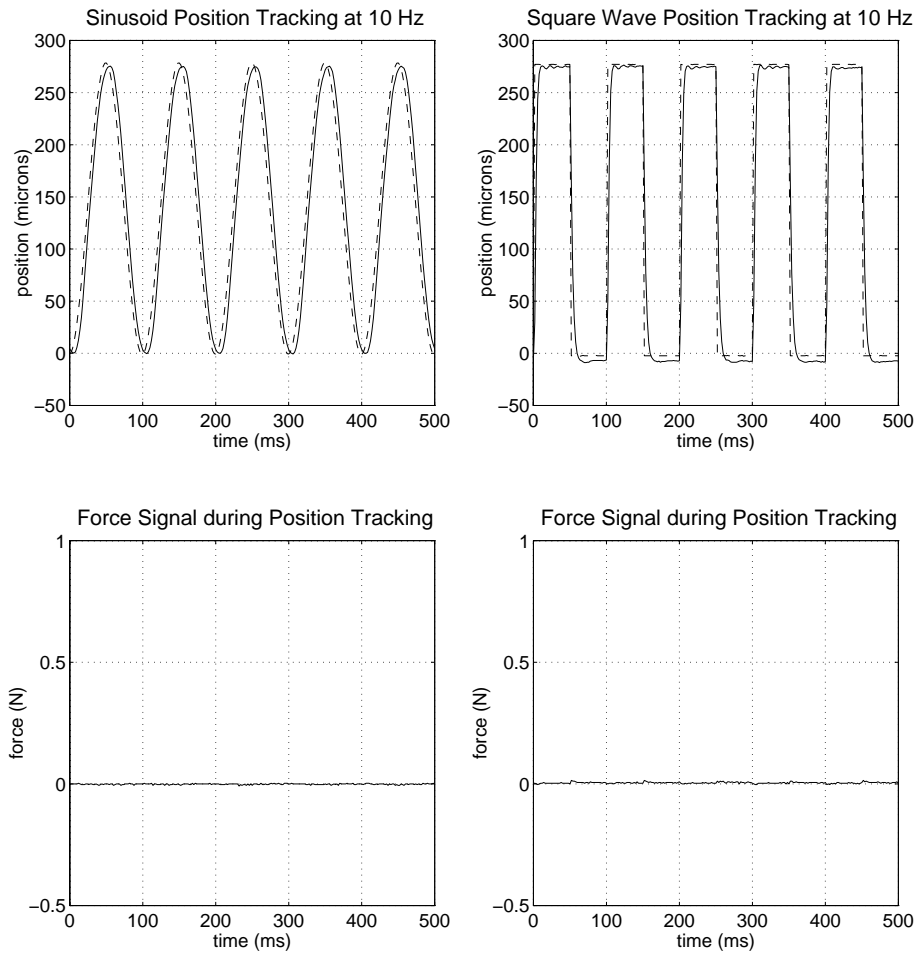 Sinusoid Position Tracking at 10 Hz
300
250
200
150
100
50
0
−50
position (microns)
0 100 200 300 400 500
time (ms)
Square Wave Position Tracking at 10 Hz
300
250
200
150
100
50
0
−50
position (microns)
0 100 200 300 400 500
time (ms)
Force Signal during Position Tracking
1
0.5
0
−0.5
force (N)
0 100 200 300 400 500
time (ms)
Force Signal during Position Tracking
1
0.5
0
−0.5
force (N)
0 100 200 300 400 500
time (ms)